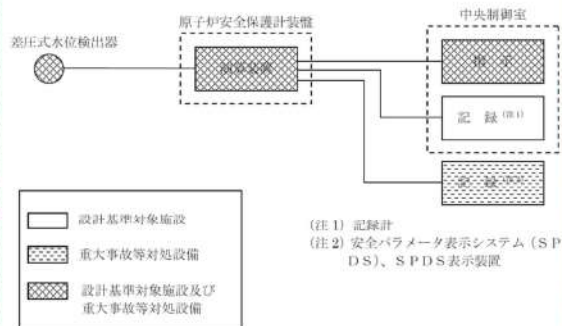 中央制御室
原子炉安全保護計装盤
差圧式水位検出器
演算装置
指 示
記 録 (注1)
記 録 (注2)
設計基準対象施設
重大事故等対処設備
設計基準対象施設及び
重大事故等対処設備
(注1) 記録計
(注2) 安全パラメータ表示システム(SP
DS)、SPDS表示装置